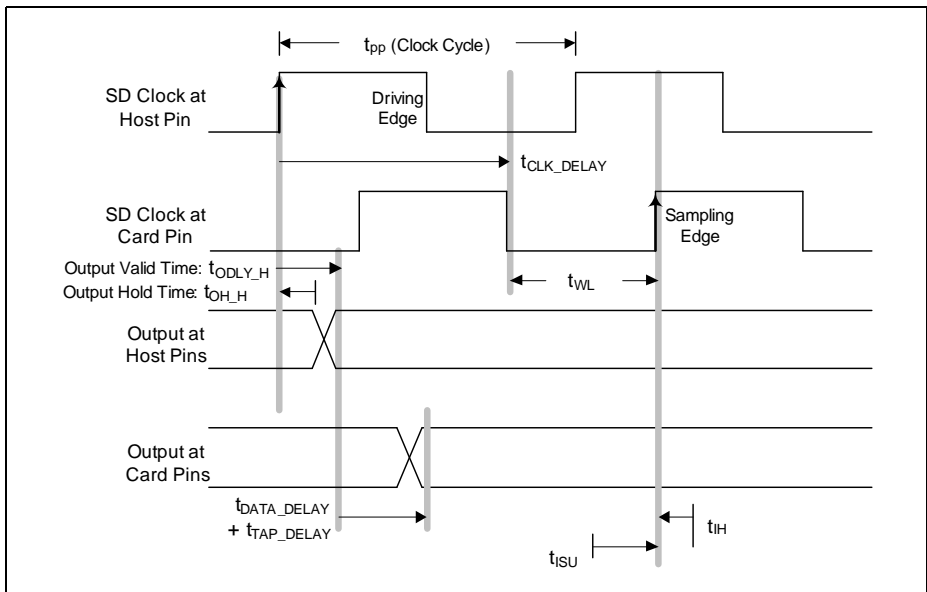 tpp (Clock Cycle)
SD Clock at
Host Pin
Driving
Edge
tCLK_DELAY
SD Clock at
Card Pin
Sampling
Edge
Output Valid Time: tODLY_H
Output Hold Time: tOH_H
tWL
Output at
Host Pins
Output at
Card Pins
tDATA_DELAY
+ tTAP_DELAY
tIH
tISU